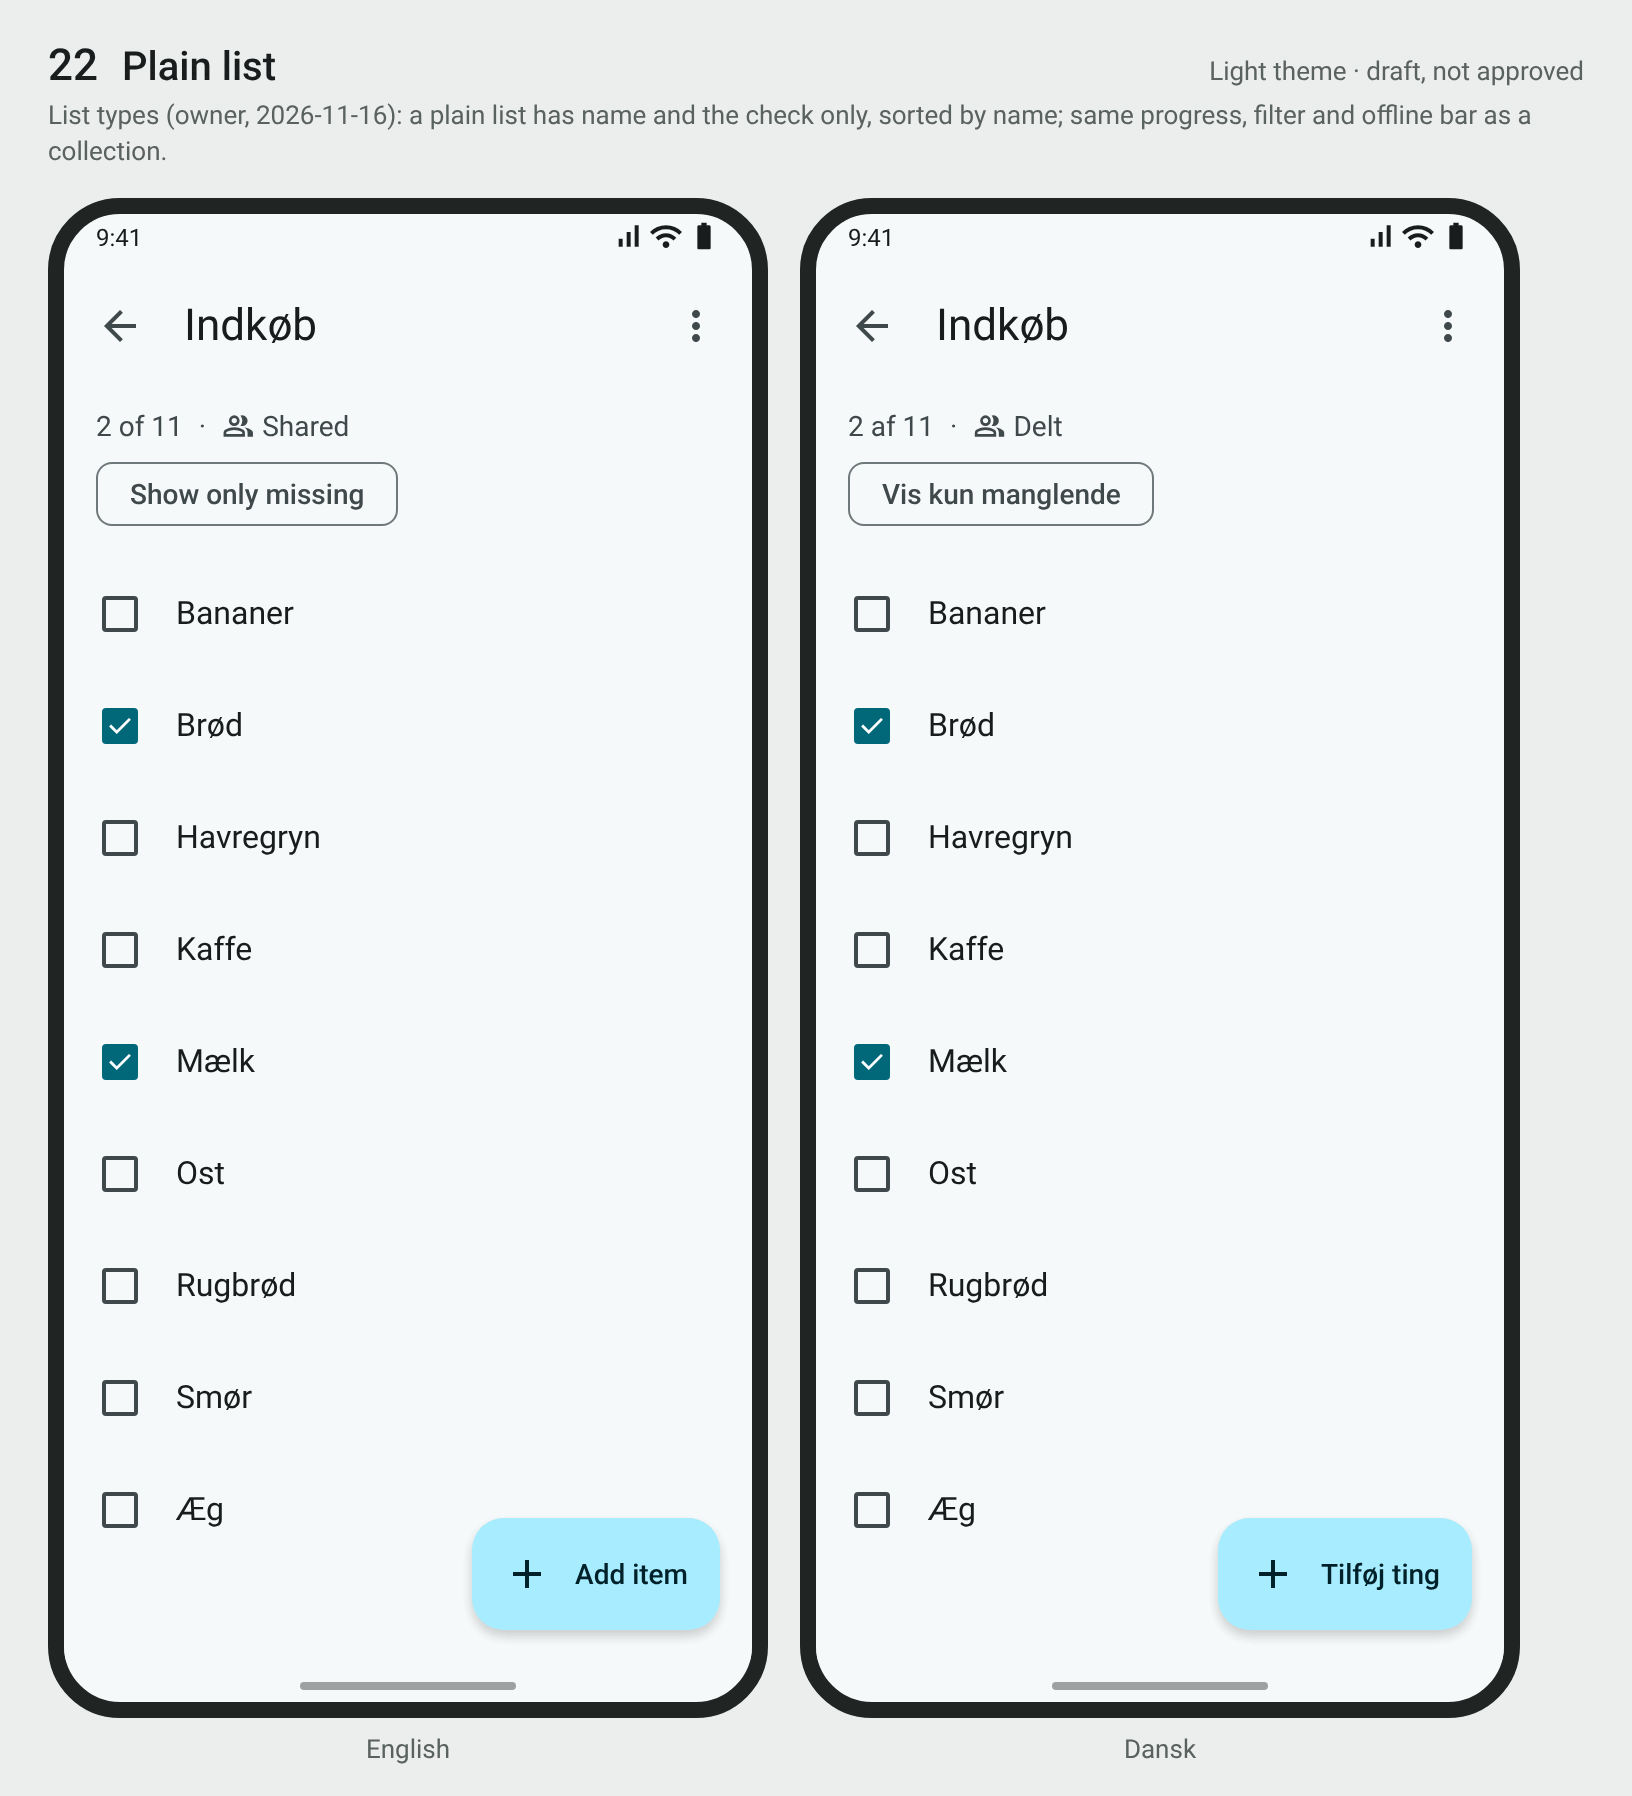 22 Plain list
Light theme · draft, not approved
List types (owner, 2026-11-16): a plain list has name and the check only, sorted by name; same progress, filter and offline bar as a
collection.
9:41
Indkøb
2 of 11 · Shared
Show only missing
Bananer
Brød
Havregryn
Kaffe
Mælk
Ost
Rugbrød
Smør
Æg
Add item
English
9:41
Indkøb
2 af 11 · Delt
Vis kun manglende
Bananer
Brød
Havregryn
Kaffe
Mælk
Ost
Rugbrød
Smør
Æg
Tilføj ting
Dansk